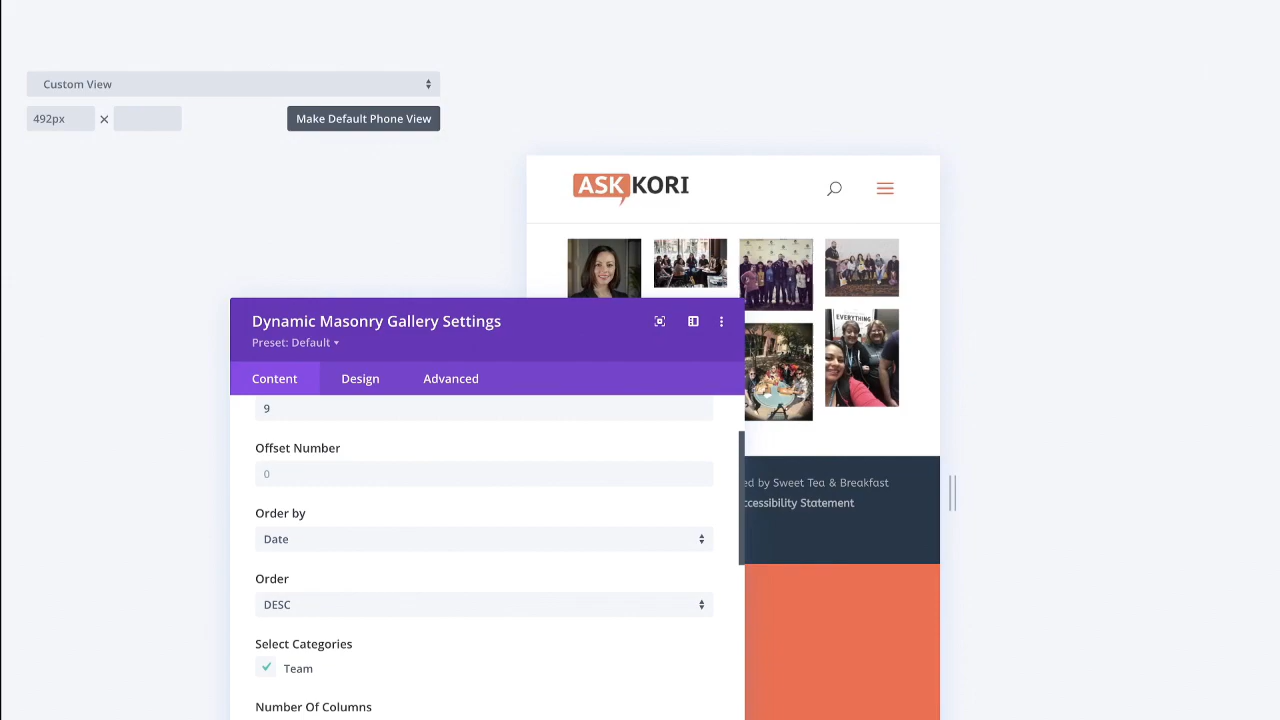 Custom View
492px ×
Make Default Phone View
ASK KORI
EVERYTHING
Dynamic Masonry Gallery Settings
Preset: Default
Content Design Advanced
9
Offset Number
0
Order by
Date
Order
DESC
Select Categories
Team
Number Of Columns
ed by Sweet Tea & Breakfast
ccessibility Statement